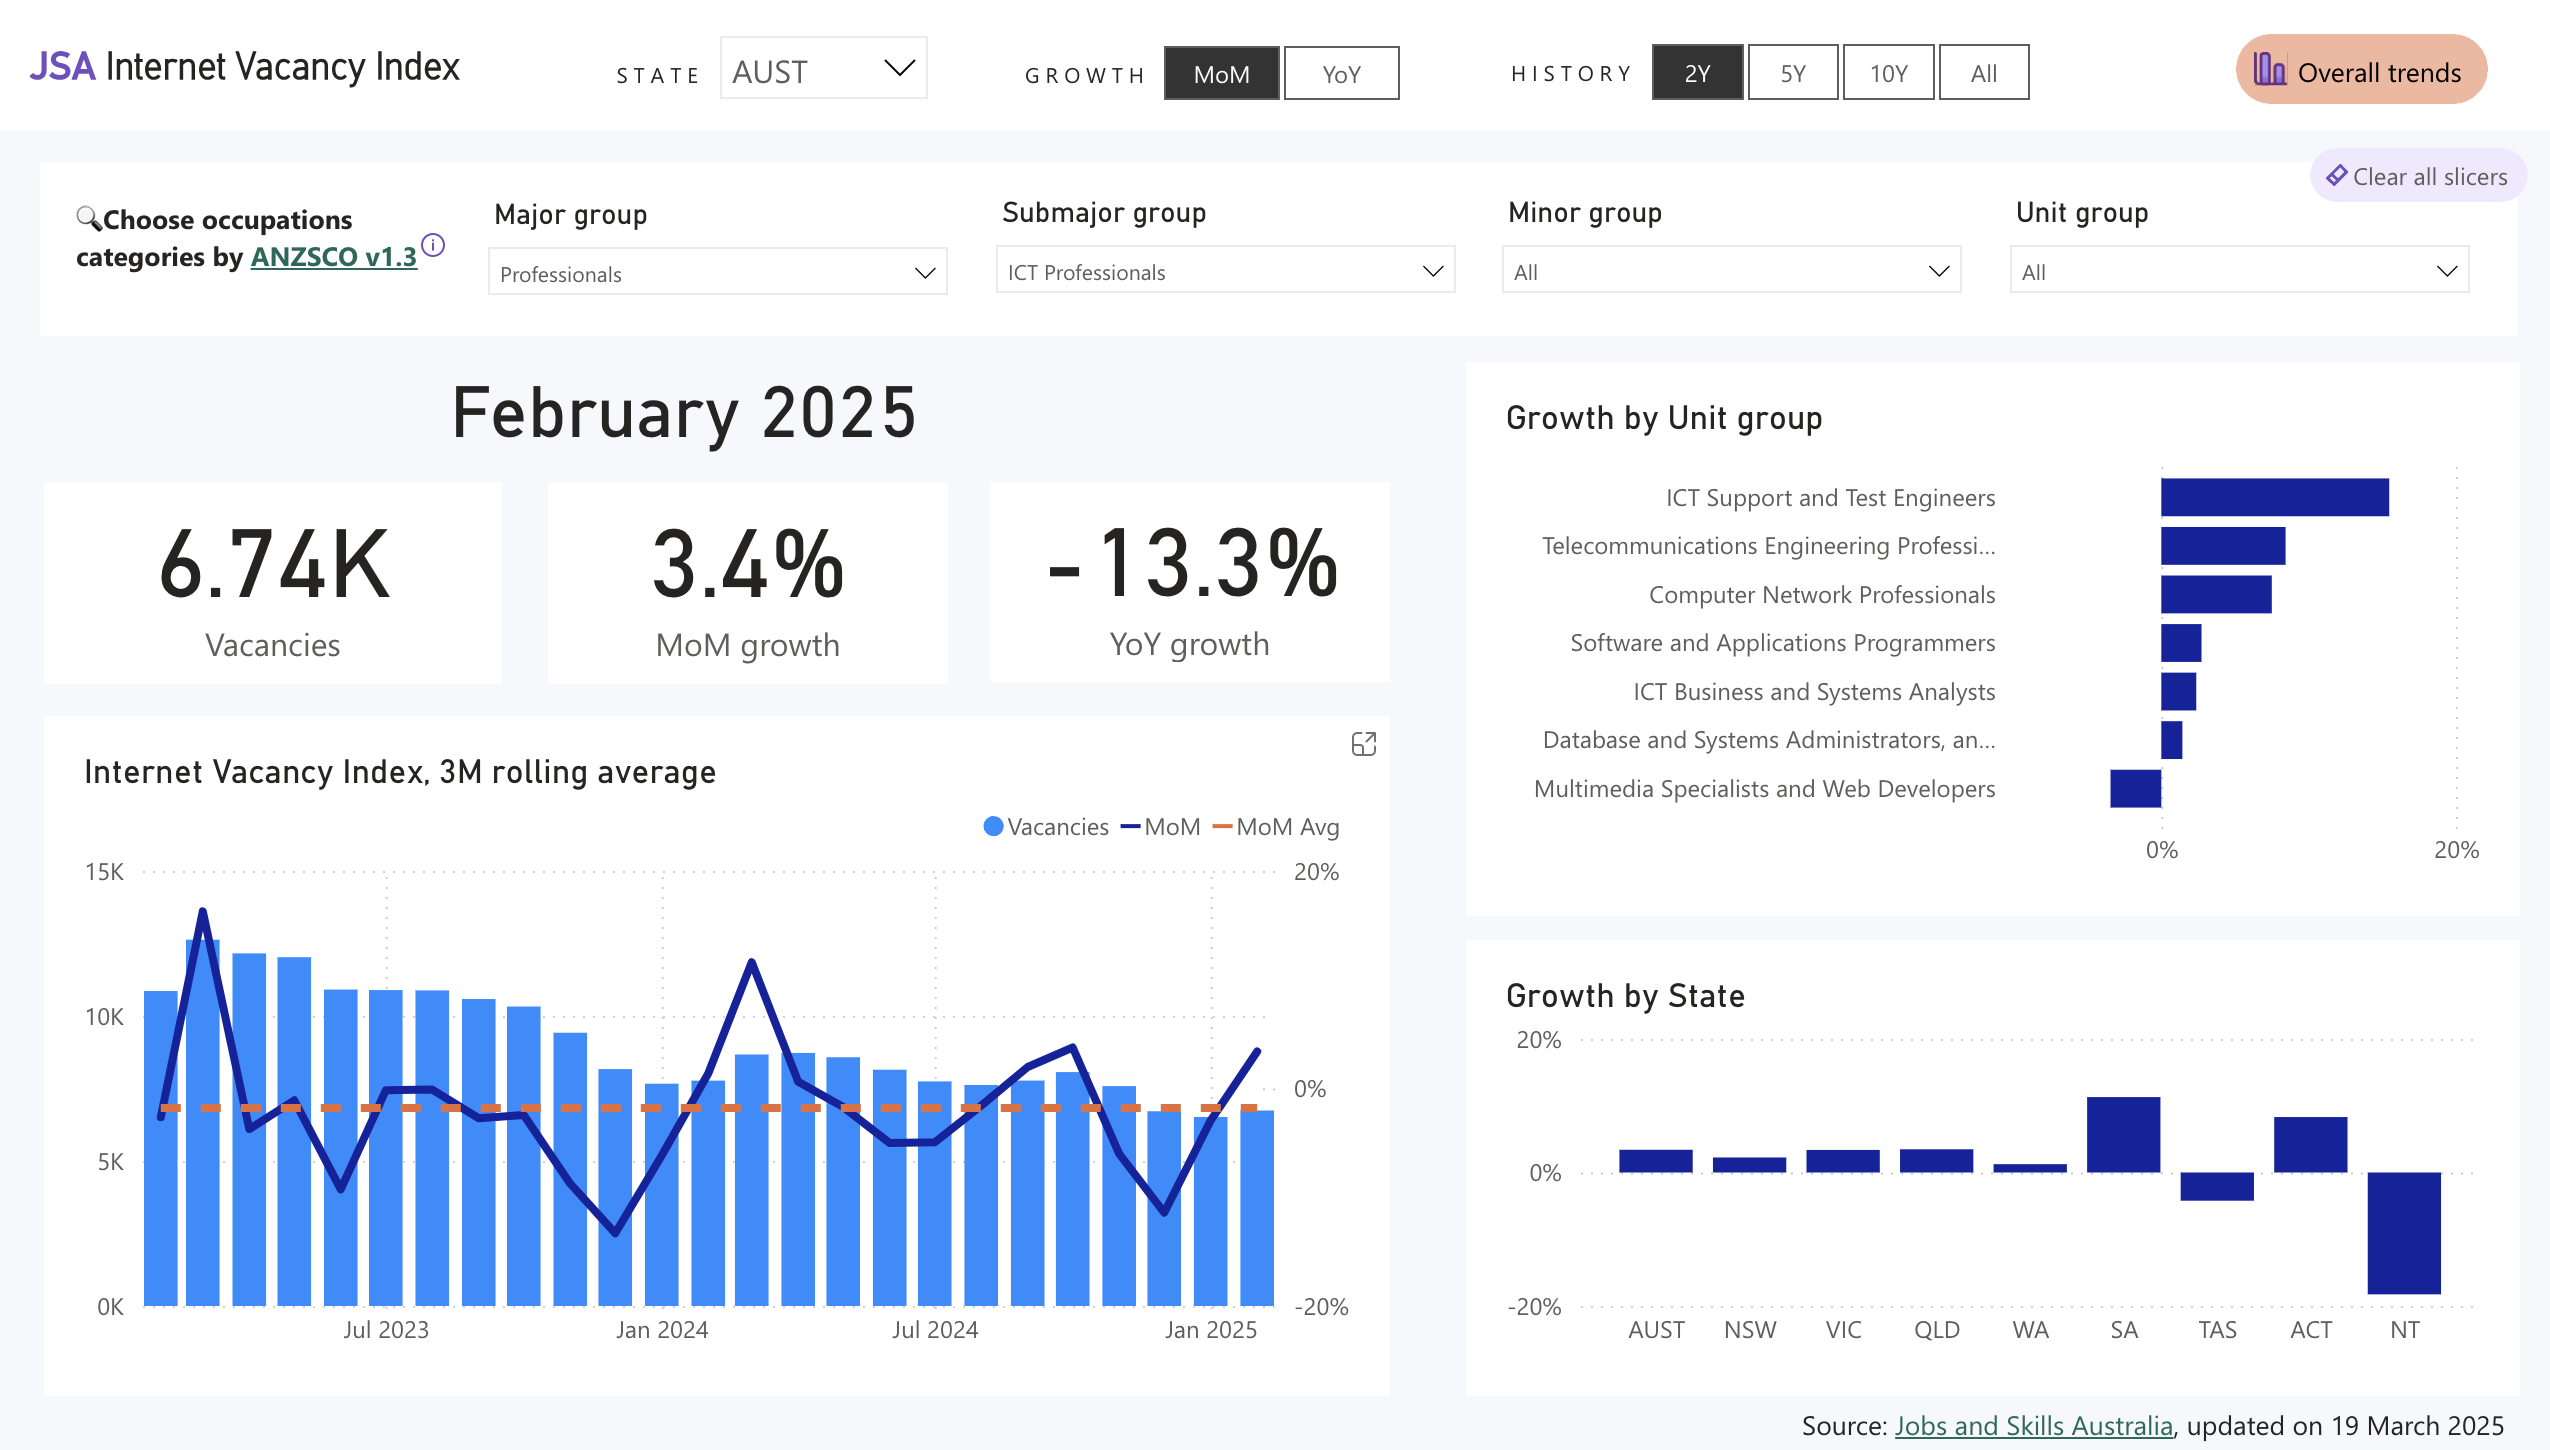 JSA Internet Vacancy Index
STATE
AUST
GROWTH
MoM
YoY
HISTORY
2Y
5Y
10Y
All
Overall trends
Clear all slicers
Choose occupations
categories by ANZSCO v1.3
Major group
Professionals
Submajor group
ICT Professionals
Minor group
All
Unit group
All
February 2025
6.74K
Vacancies
3.4%
MoM growth
-13.3%
YoY growth
Internet Vacancy Index, 3M rolling average
Vacancies
MoM
MoM Avg
15K
10K
5K
0K
20%
0%
-20%
Jul 2023
Jan 2024
Jul 2024
Jan 2025
Growth by Unit group
ICT Support and Test Engineers
Telecommunications Engineering Professi...
Computer Network Professionals
Software and Applications Programmers
ICT Business and Systems Analysts
Database and Systems Administrators, an...
Multimedia Specialists and Web Developers
0%
20%
Growth by State
20%
0%
-20%
AUST
NSW
VIC
QLD
WA
SA
TAS
ACT
NT
Source: Jobs and Skills Australia, updated on 19 March 2025